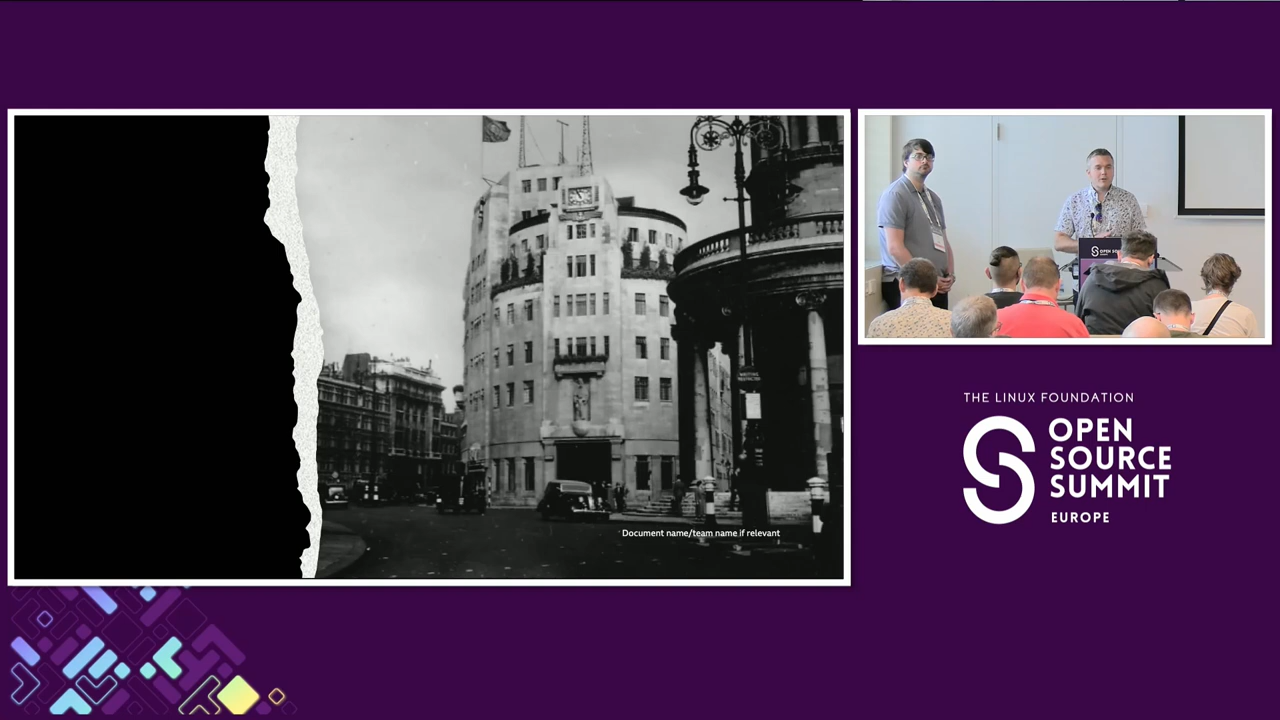 Document name/team name if relevant
THE LINUX FOUNDATION
OPEN
SOURCE
SUMMIT
EUROPE